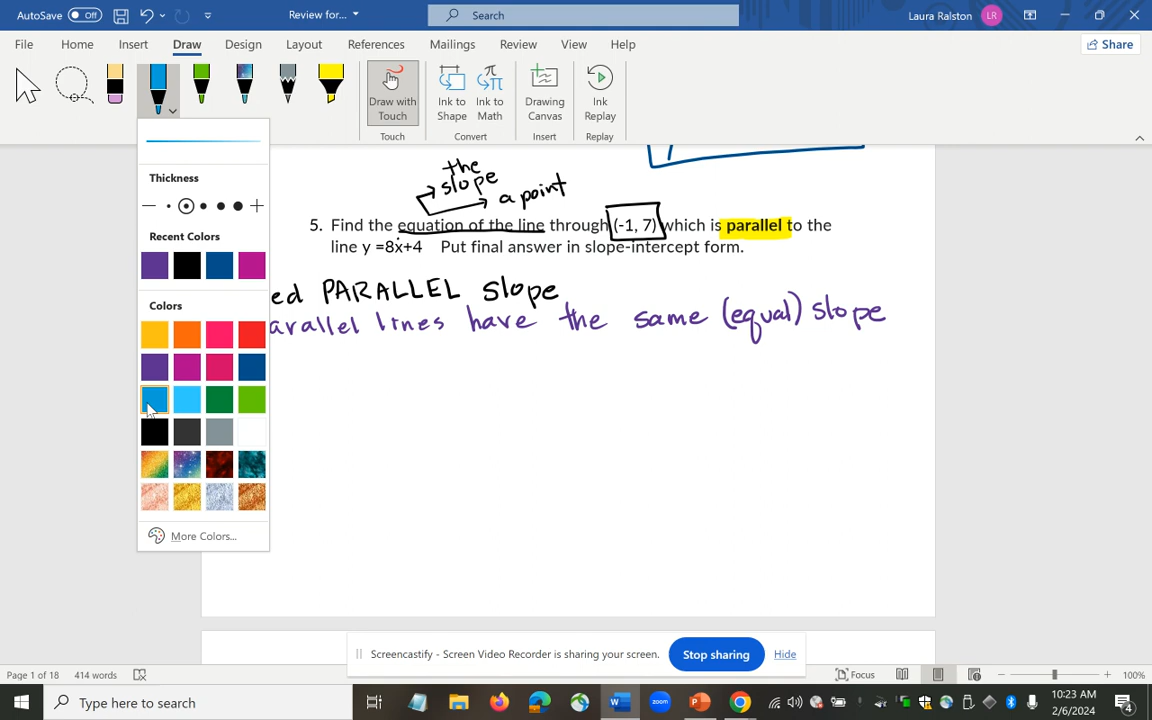 AutoSave Off Review for... Search Laura Ralston LR
File Home Insert Draw Design Layout References Mailings Review View Help Share
Draw with Touch Ink to Shape Ink to Math Drawing Canvas Ink Replay
Touch Convert Insert Replay
Thickness
Recent Colors
Colors
More Colors...
the
slope
a point
5. Find the equation of the line through (-1, 7) which is parallel to the
line y =8x+4 Put final answer in slope-intercept form.
ed PARALLEL slope
arallel lines have the same (equal) slope
Screencastify - Screen Video Recorder is sharing your screen. Stop sharing Hide
Page 1 of 18 414 words Focus 100%
Type here to search
10:23 AM
2/6/2024
4